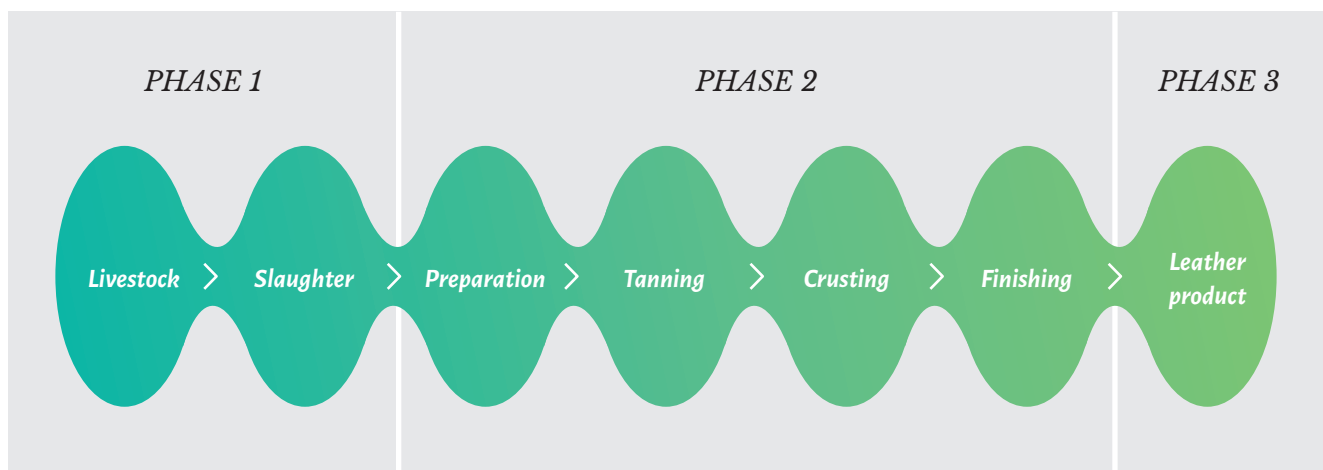 PHASE 1
PHASE 2
PHASE 3
Livestock
Slaughter
Preparation
Tanning
Crusting
Finishing
Leather
product